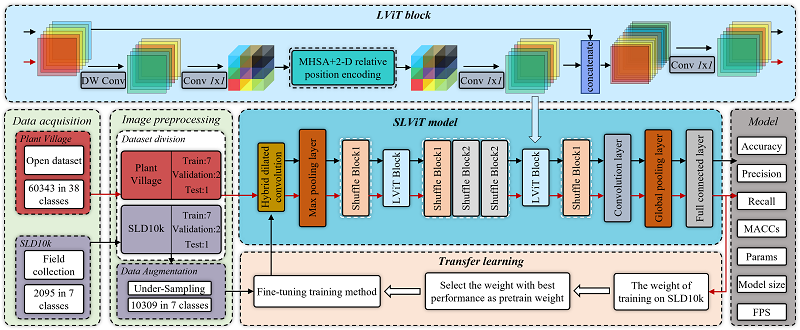 LViT block
DW Conv
Conv 1x1
MHSA+2-D relative
position encoding
Conv 1x1
concatenate
Conv 1x1
Data acquisition
Plant Village
Open dataset
60343 in 38
classes
SLD10k
Field
collection
2095 in 7
classes
Image preprocessing
Dataset division
Plant
Village
Train:7
Validation:2
Test:1
SLD10k
Train:7
Validation:2
Test:1
Data Augmentation
Under-Sampling
10309 in 7 classes
SLViT model
Hybrid dilated
convolution
Max pooling layer
Shuffle Block1
LViT Block
Shuffle Block1
Shuffle Block2
Shuffle Block2
LViT Block
Shuffle Block1
Convolution layer
Global pooling layer
Full connected layer
Transfer learning
Fine-tuning training method
Select the weight with best
performance as pretrain weight
The weight of
training on SLD10k
Model
Accuracy
Precision
Recall
MACCs
Params
Model size
FPS